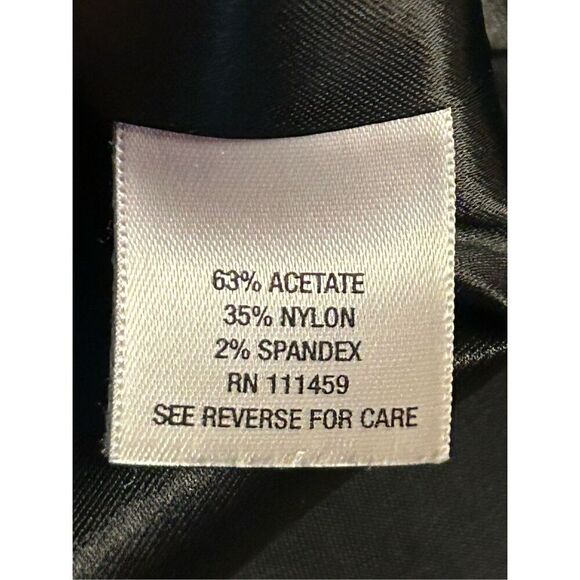 63% ACETATE
35% NYLON
2% SPANDEX
RN 111459
SEE REVERSE FOR CARE